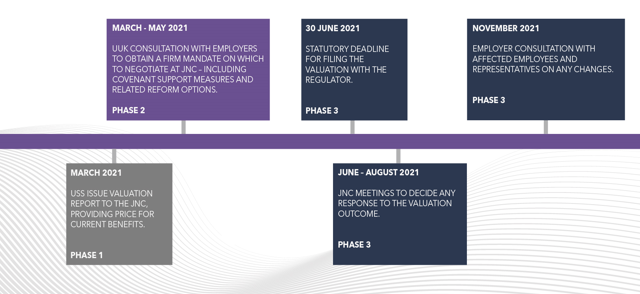 MARCH - MAY 2021
UUK CONSULTATION WITH EMPLOYERS
TO OBTAIN A FIRM MANDATE ON WHICH
TO NEGOTIATE AT JNC – INCLUDING
COVENANT SUPPORT MEASURES AND
RELATED REFORM OPTIONS.
PHASE 2
30 JUNE 2021
STATUTORY DEADLINE
FOR FILING THE
VALUATION WITH THE
REGULATOR.
PHASE 3
NOVEMBER 2021
EMPLOYER CONSULTATION WITH
AFFECTED EMPLOYEES AND
REPRESENTATIVES ON ANY CHANGES.
PHASE 3
MARCH 2021
USS ISSUE VALUATION
REPORT TO THE JNC,
PROVIDING PRICE FOR
CURRENT BENEFITS.
PHASE 1
JUNE – AUGUST 2021
JNC MEETINGS TO DECIDE ANY
RESPONSE TO THE VALUATION
OUTCOME.
PHASE 3